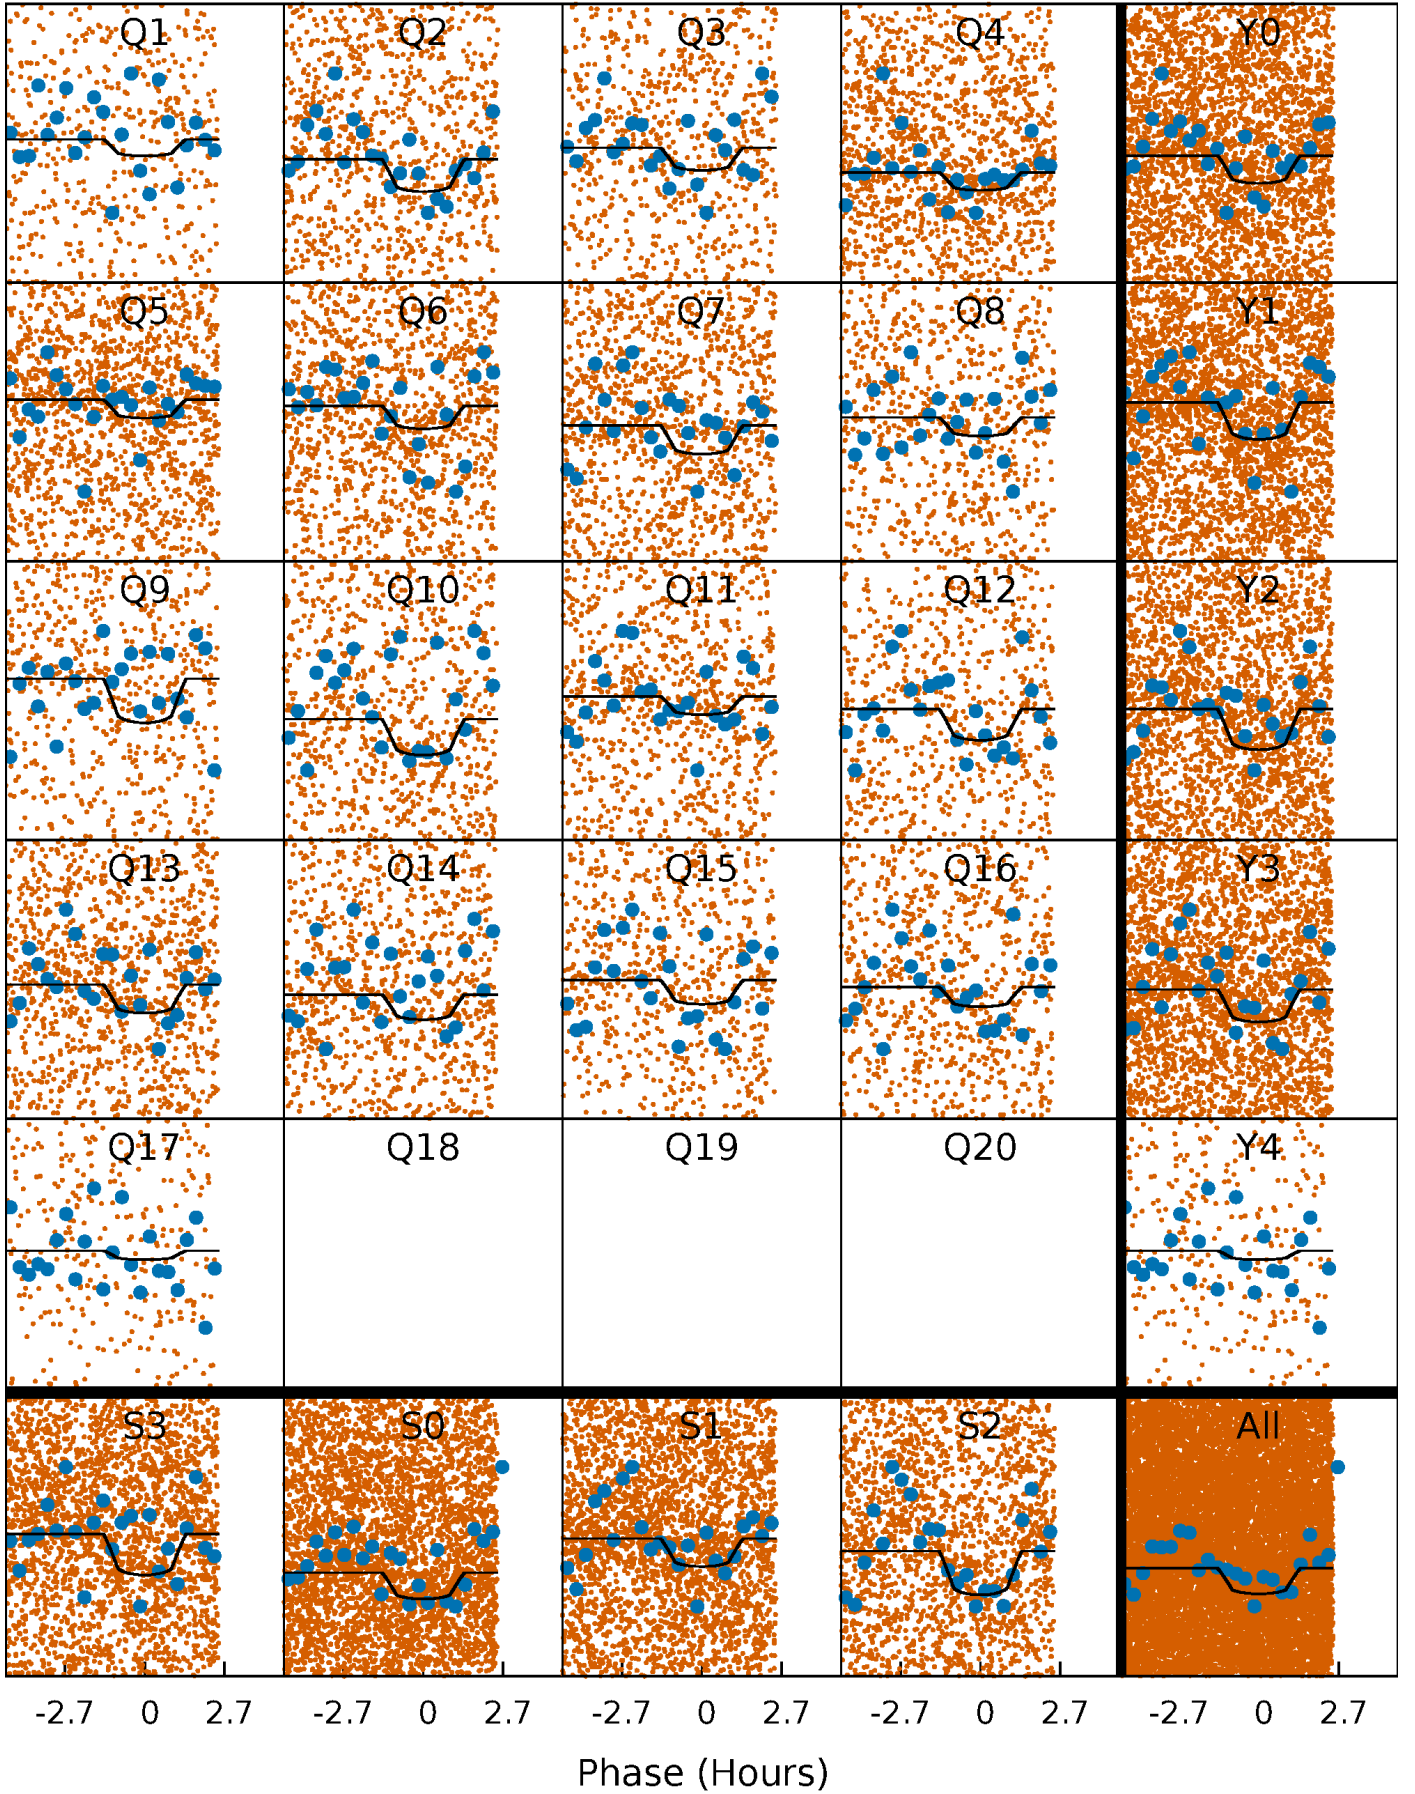 Q1 Q2 Q3 Q4 Y0
Q5 Q6 Q7 Q8 Y1
Q9 Q10 Q11 Q12 Y2
Q13 Q14 Q15 Q16 Y3
Q17 Q18 Q19 Q20 Y4
S3 S0 S1 S2 All
-2.7 0 2.7 -2.7 0 2.7 -2.7 0 2.7 -2.7 0 2.7 -2.7 0 2.7
Phase (Hours)